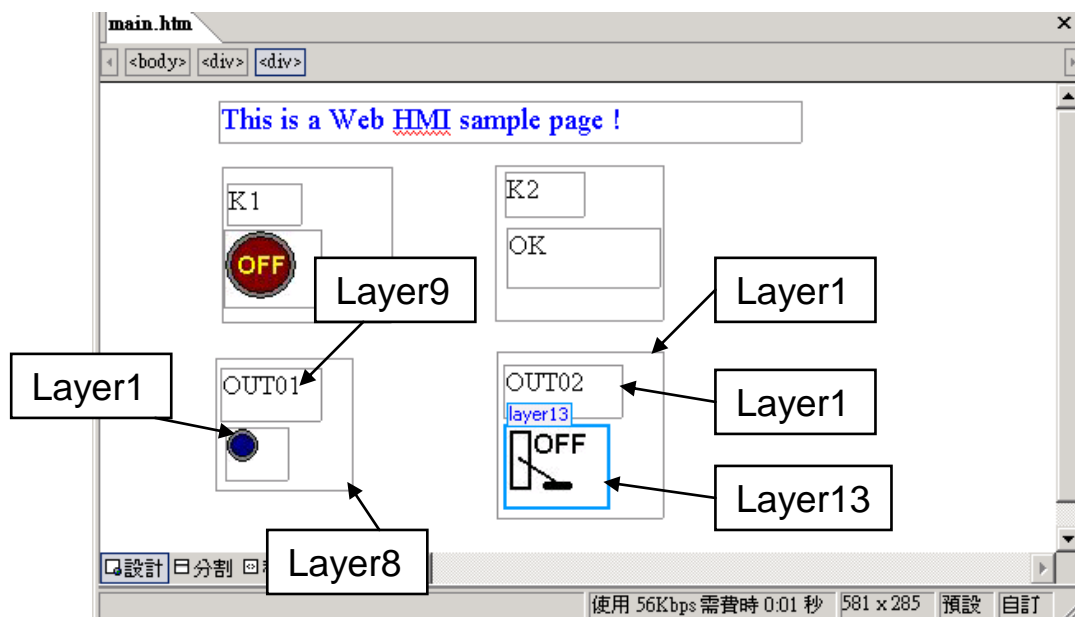 main.htm
<body> <div> <div>
This is a Web HMI sample page !
K1
K2
OFF
OK
Layer9
Layer1
Layer1
OUT01
OUT02
layer13
OFF
Layer1
Layer13
Layer8
設計 分割
使用 56Kbps 需費時 0:01 秒 581 x 285 預設 自訂